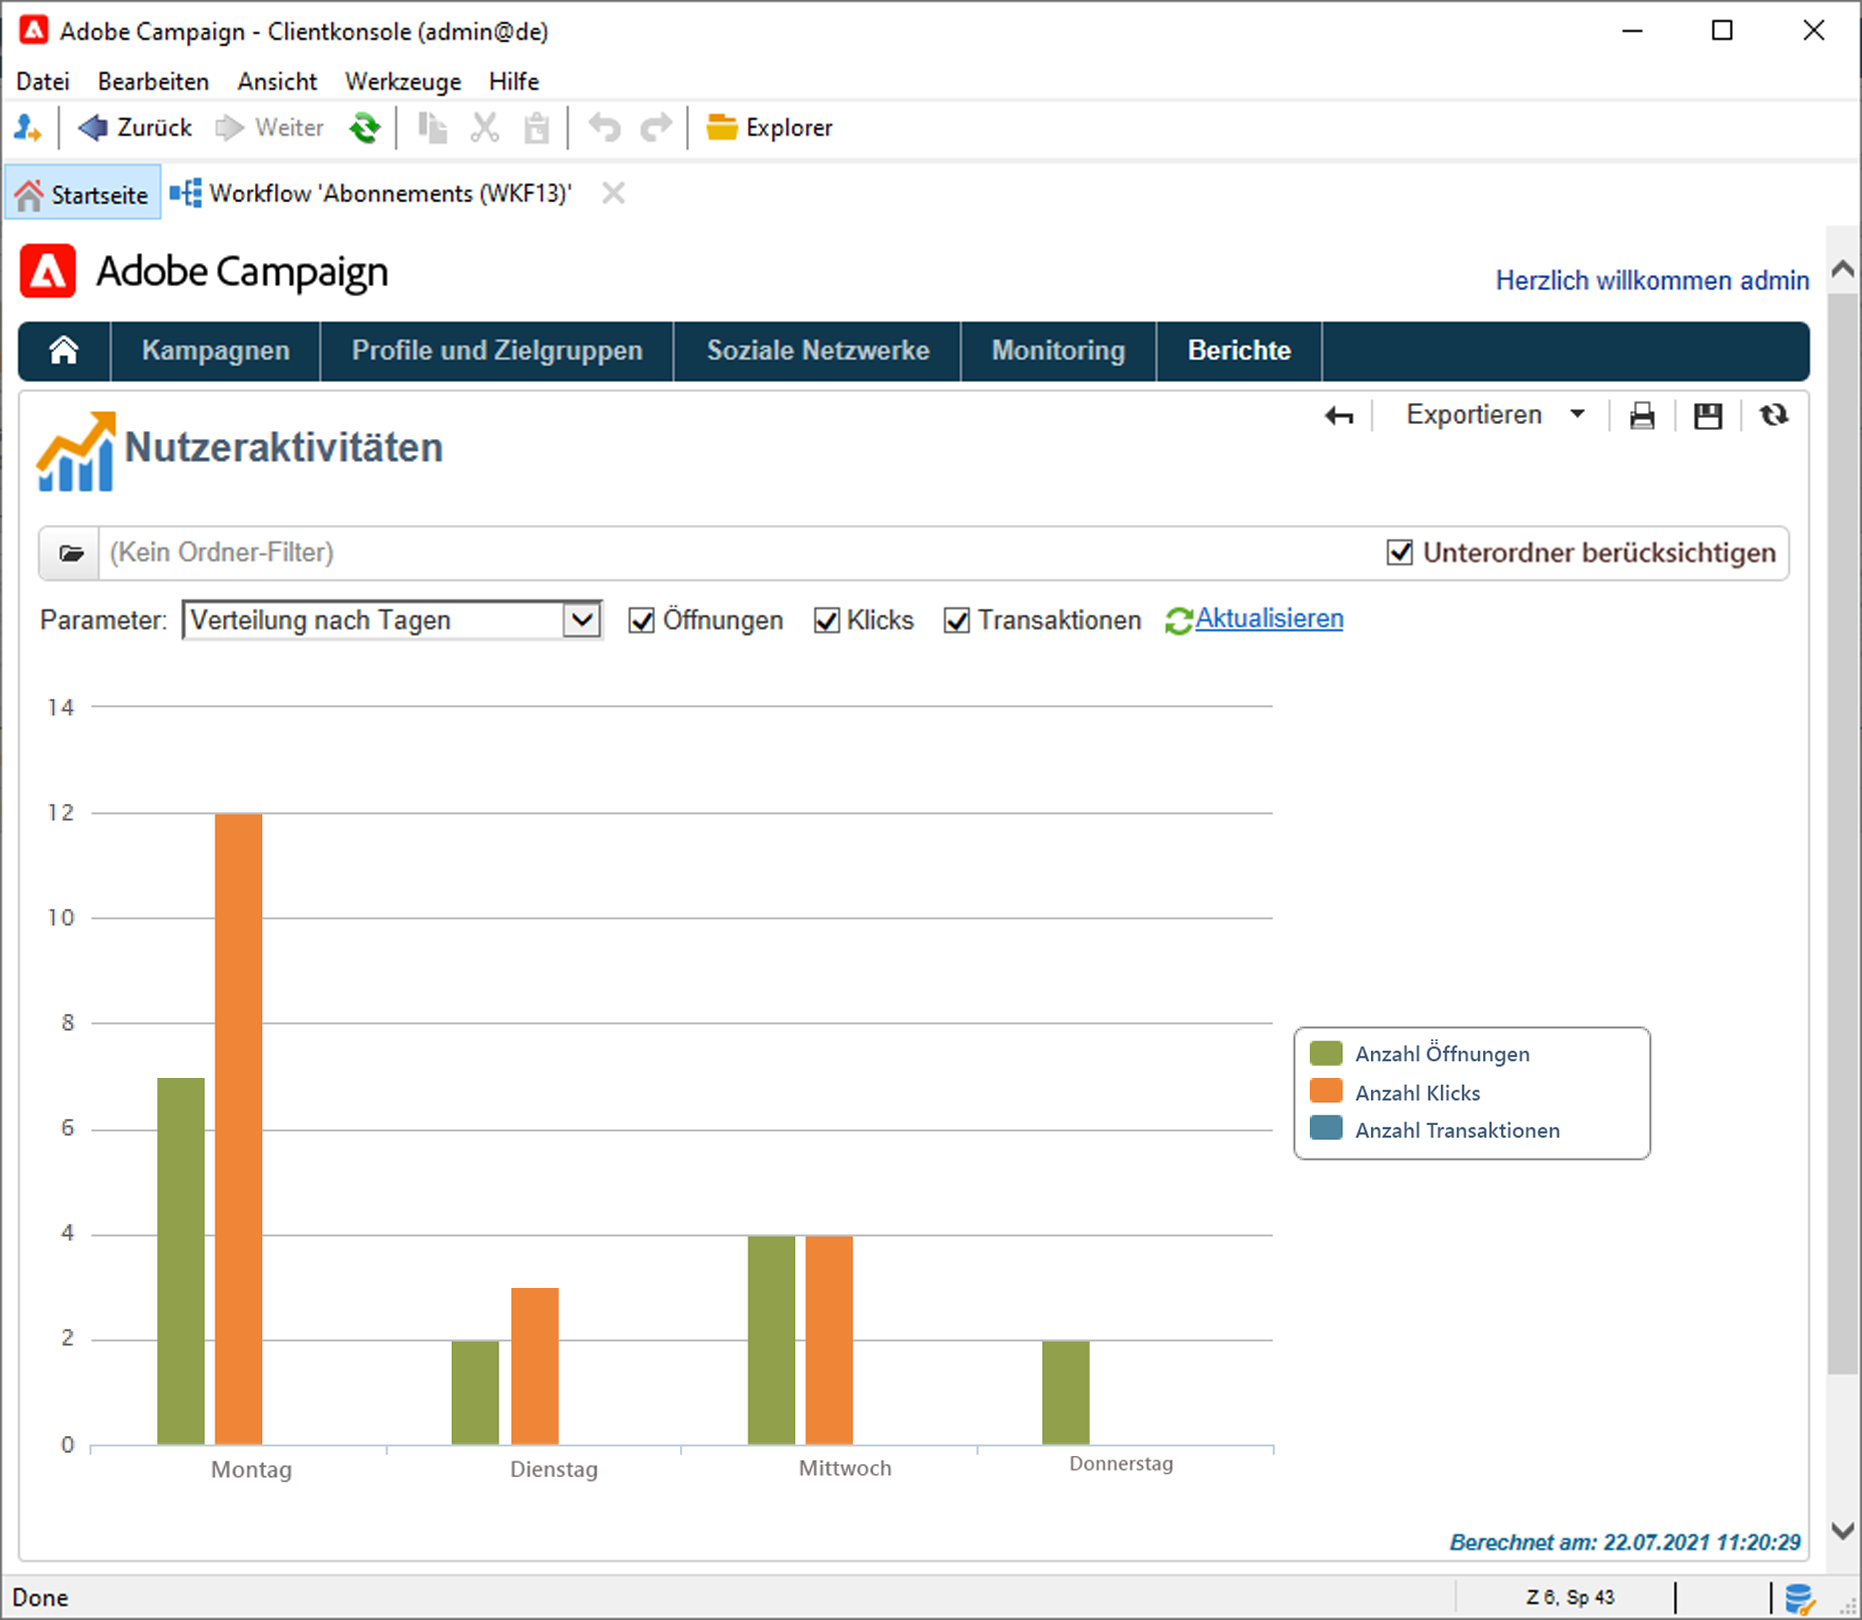 Adobe Campaign - Clientkonsole (admin@de)
Datei Bearbeiten Ansicht Werkzeuge Hilfe
Zurück Weiter Explorer
Startseite Workflow 'Abonnements (WKF13)'
Adobe Campaign
Herzlich willkommen admin
Kampagnen Profile und Zielgruppen Soziale Netzwerke Monitoring Berichte
Exportieren
Nutzeraktivitäten
(Kein Ordner-Filter) Unterordner berücksichtigen
Parameter: Verteilung nach Tagen Öffnungen Klicks Transaktionen Aktualisieren
14
12
10
8
6
4
2
0
Anzahl Öffnungen
Anzahl Klicks
Anzahl Transaktionen
Montag Dienstag Mittwoch Donnerstag
Berechnet am: 22.07.2021 11:20:29
Done Z 6, Sp 43